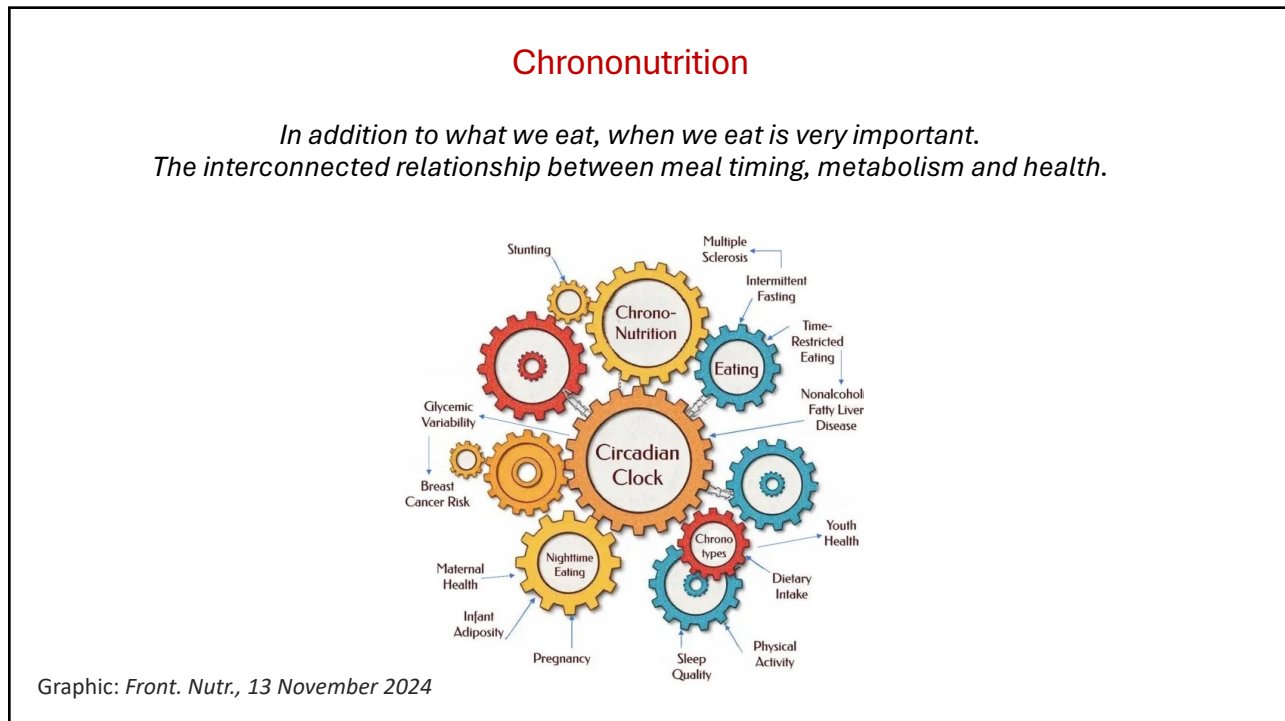 Chrononutrition
In addition to what we eat, when we eat is very important.
The interconnected relationship between meal timing, metabolism and health.
Stunting
Chrono-
Nutrition
Multiple
Sclerosis
Intermittent
Fasting
Time-
Restricted
Eating
Eating
Nonalcoholi
Fatty Liver
Disease
Glycemic
Variability
Circadian
Clock
Breast
Cancer Risk
Chrono
types
Youth
Health
Dietary
Intake
Nighttime
Eating
Maternal
Health
Infant
Adiposity
Pregnancy
Sleep
Quality
Physical
Activity
Graphic: Front. Nutr., 13 November 2024